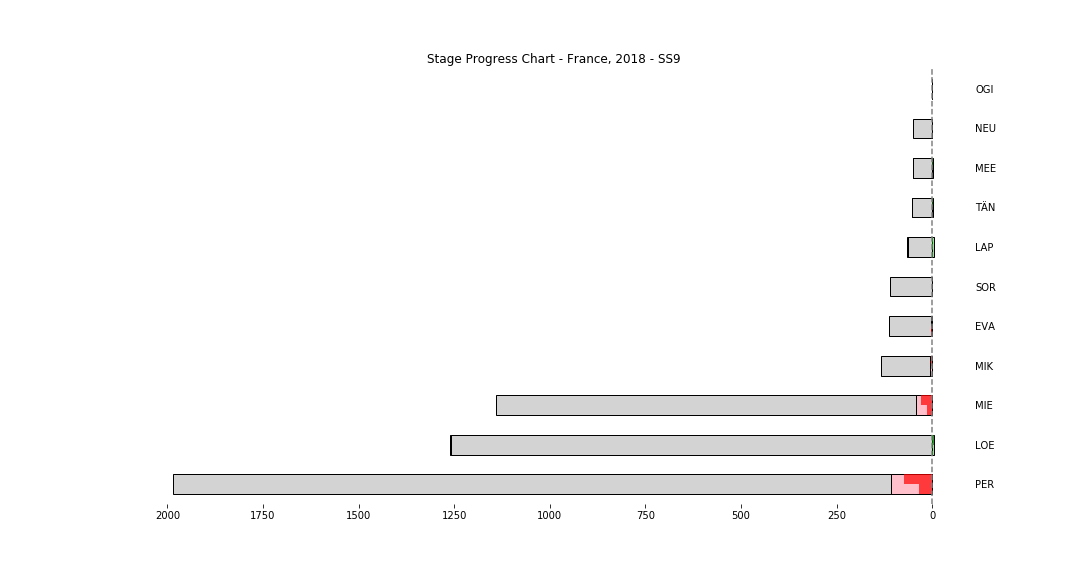 Stage Progress Chart - France, 2018 - SS9
OGI
NEU
MEE
TÄN
LAP
SOR
EVA
MIK
MIE
LOE
PER
2000 1750 1500 1250 1000 750 500 250 0